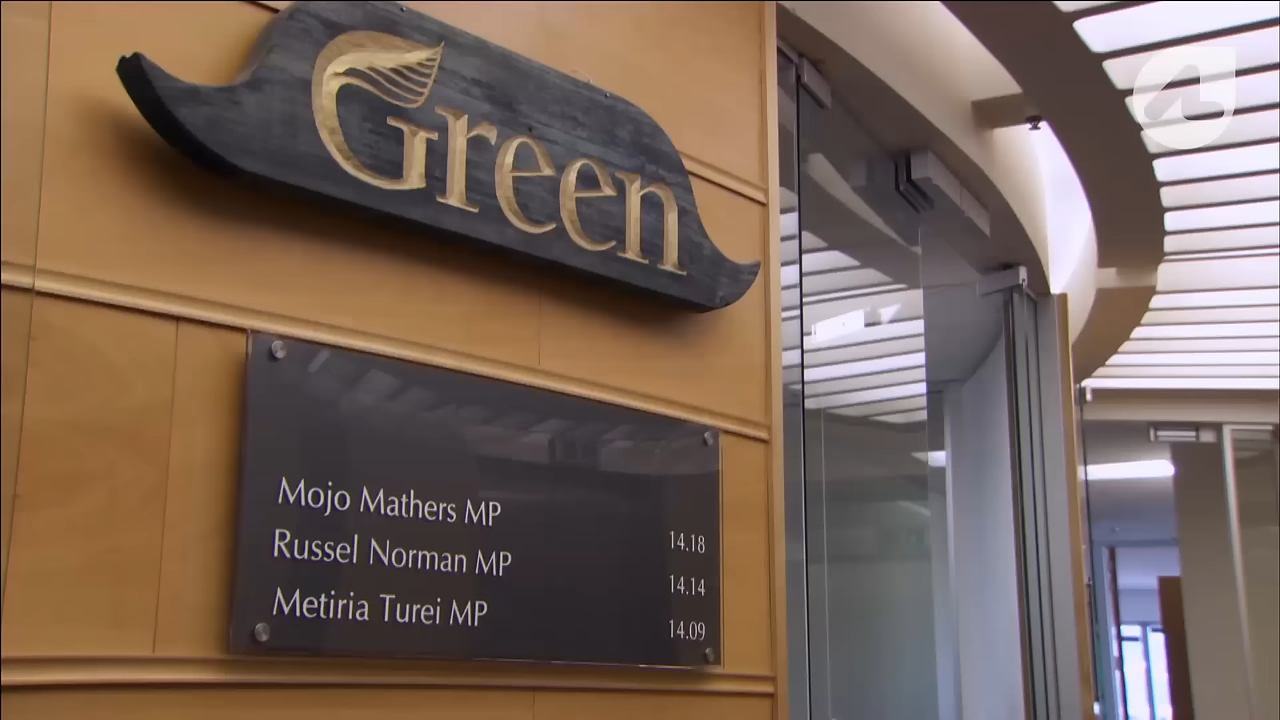 Green
Mojo Mathers MP 14.18
Russel Norman MP 14.14
Metiria Turei MP 14.09